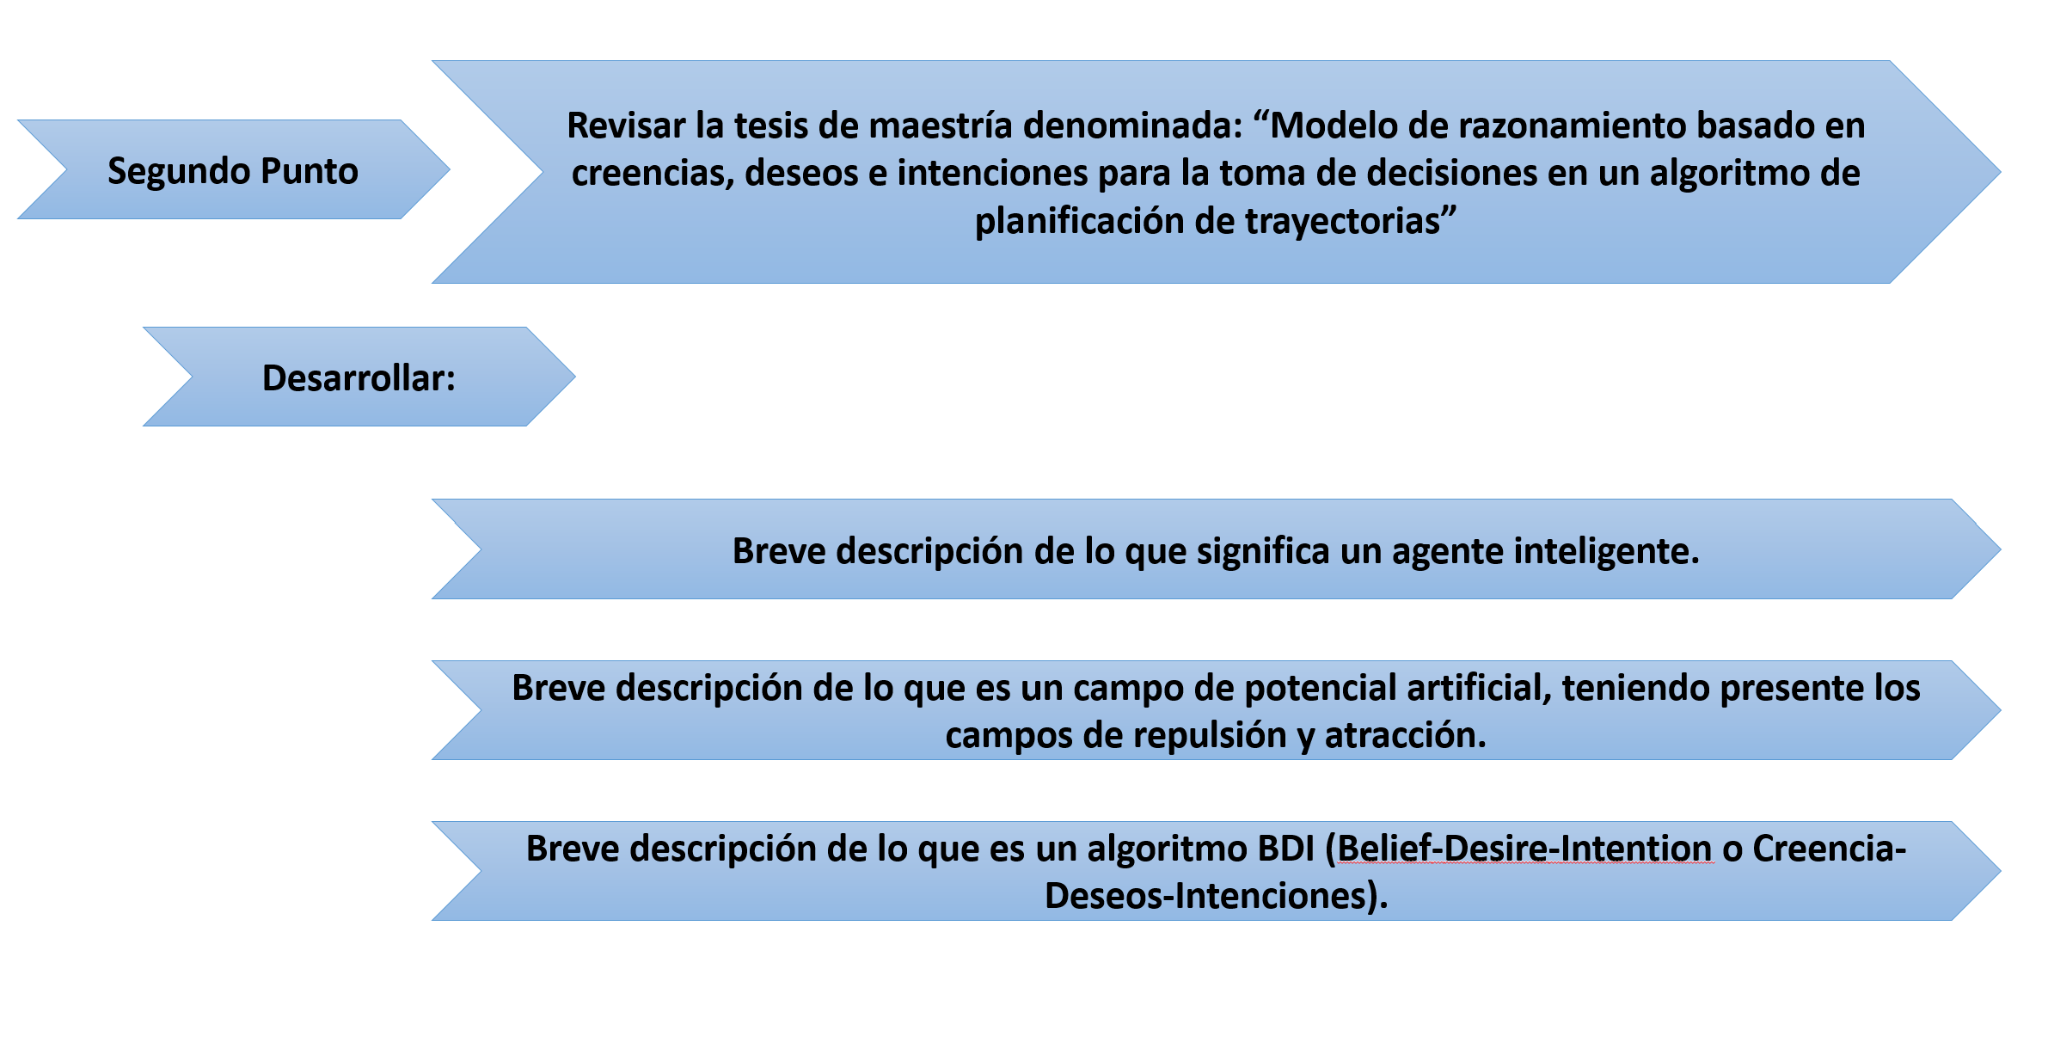 Segundo Punto
Revisar la tesis de maestría denominada: “Modelo de razonamiento basado en
creencias, deseos e intenciones para la toma de decisiones en un algoritmo de
planificación de trayectorias”
Desarrollar:
Breve descripción de lo que significa un agente inteligente.
Breve descripción de lo que es un campo de potencial artificial, teniendo presente los
campos de repulsión y atracción.
Breve descripción de lo que es un algoritmo BDI (Belief-Desire-Intention o Creencia-
Deseos-Intenciones).